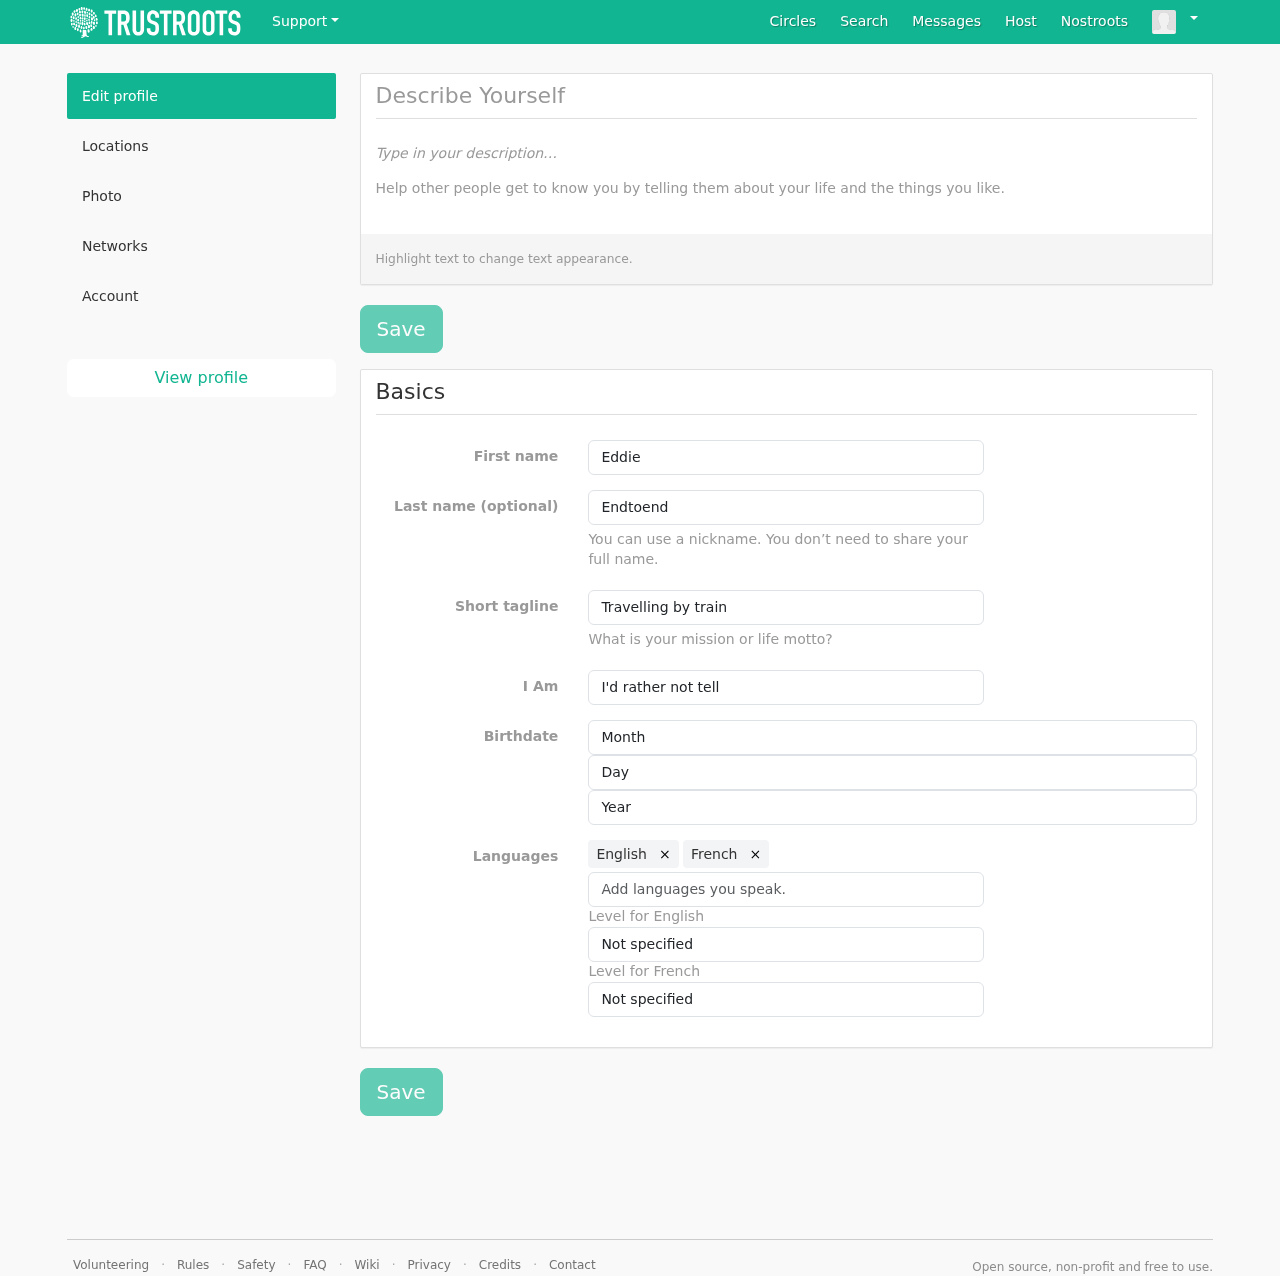 TRUSTROOTS
Support
Circles
Search
Messages
Host
Nostroots
Edit profile
Locations
Photo
Networks
Account
View profile
Describe Yourself
Type in your description…
Help other people get to know you by telling them about your life and the things you like.
Highlight text to change text appearance.
Save
Basics
First name
Eddie
Last name (optional)
Endtoend
You can use a nickname. You don’t need to share your
full name.
Short tagline
Travelling by train
What is your mission or life motto?
I Am
I'd rather not tell
Birthdate
Month
Day
Year
Languages
English ×
French ×
Add languages you speak.
Level for English
Not specified
Level for French
Not specified
Save
Volunteering · Rules · Safety · FAQ · Wiki · Privacy · Credits · Contact
Open source, non-profit and free to use.